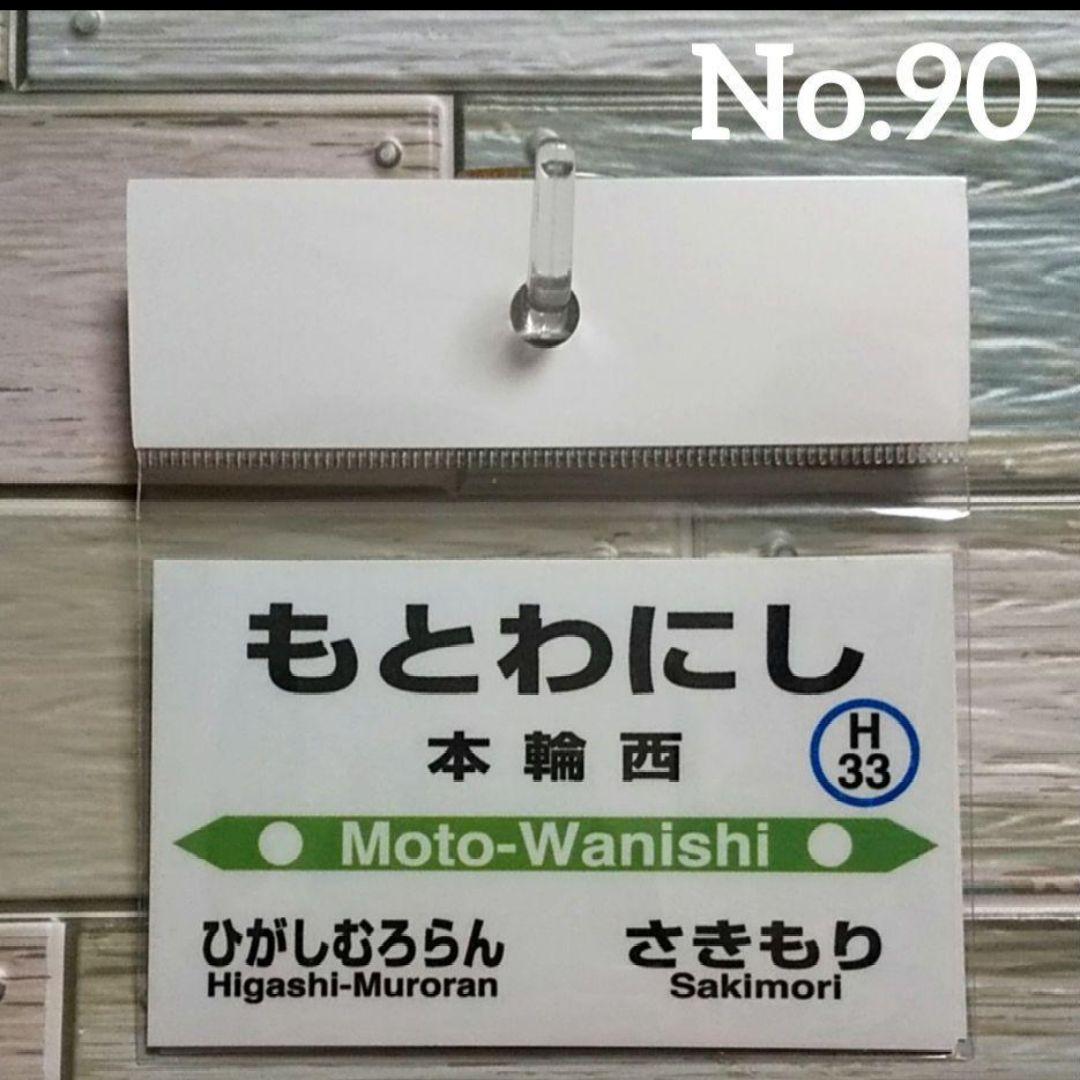 No.90
もとわにし
本輪西
H
33
Moto-Wanishi
ひがしむろらん
Higashi-Muroran
さきもり
Sakimori